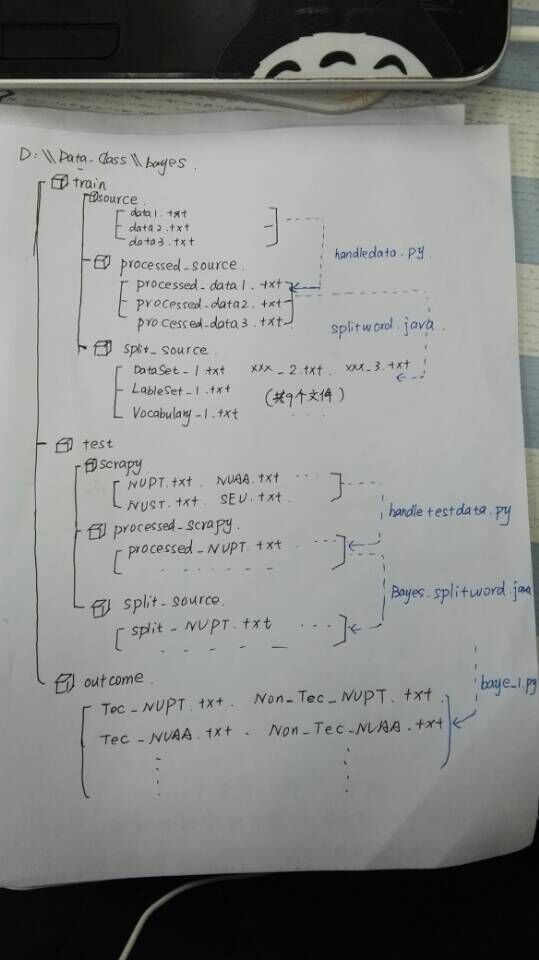 D:\\Data_Class\\bayes.
train
source
data1.txt
data2.txt
data3.txt
handledata.py
processed_source.
processed_data1.txt
processed_data2.txt
processed_data3.txt
splitword.java
split_source
DataSet_1.txt xxx_2.txt. xxx_3.txt
LableSet_1.txt (共9个文件)
Vocabulary_1.txt ...
test
scrapy
NUPT.txt. NUAA.txt ...
NUST.txt. SEU.txt.
handletestdata.py
processed_scrapy.
processed_NUPT.txt ...
Bayes.splitword.java
split_source.
split_NUPT.txt ...
outcome.
baye_1.py
Tec_NUPT.txt. Non_Tec_NUPT.txt.
Tec_NUAA.txt. Non_Tec_NUAA.txt